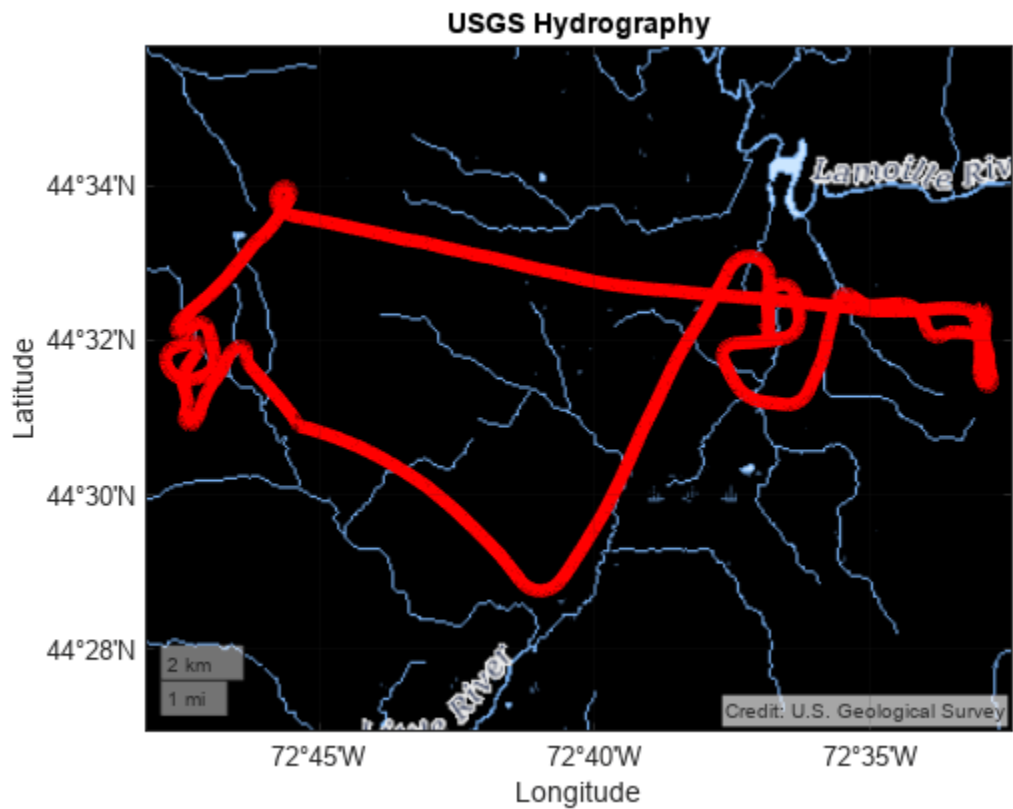 USGS Hydrography
Lamoille Riv
44°34'N
44°32'N
44°30'N
44°28'N
Latitude
River
2 km
1 mi
Credit: U.S. Geological Survey
72°45'W
72°40'W
72°35'W
Longitude